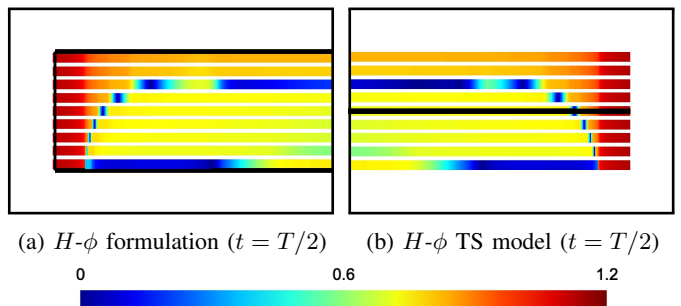 (a) H-ϕ formulation (t = T/2)
(b) H-ϕ TS model (t = T/2)
0 0.6 1.2